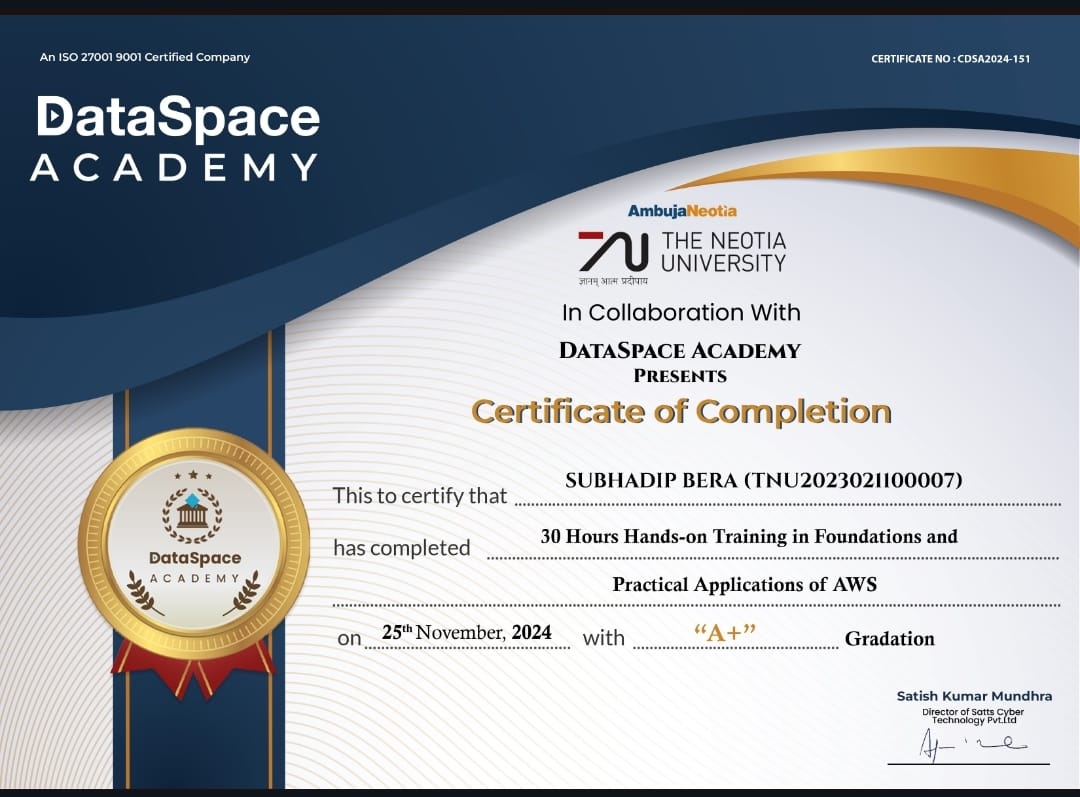 An ISO 27001 9001 Certified Company
CERTIFICATE NO : CDSA2024-151
DataSpace
ACADEMY
AmbujaNeotia
THE NEOTIA
UNIVERSITY
ज्ञानम् आत्म प्रदीपाय
In Collaboration With
DATASPACE ACADEMY
PRESENTS
Certificate of Completion
This to certify that SUBHADIP BERA (TNU2023021100007)
has completed 30 Hours Hands-on Training in Foundations and
Practical Applications of AWS
on 25th November, 2024 with “A+” Gradation
DataSpace
ACADEMY
Satish Kumar Mundhra
Director of Satts Cyber
Technology Pvt.Ltd